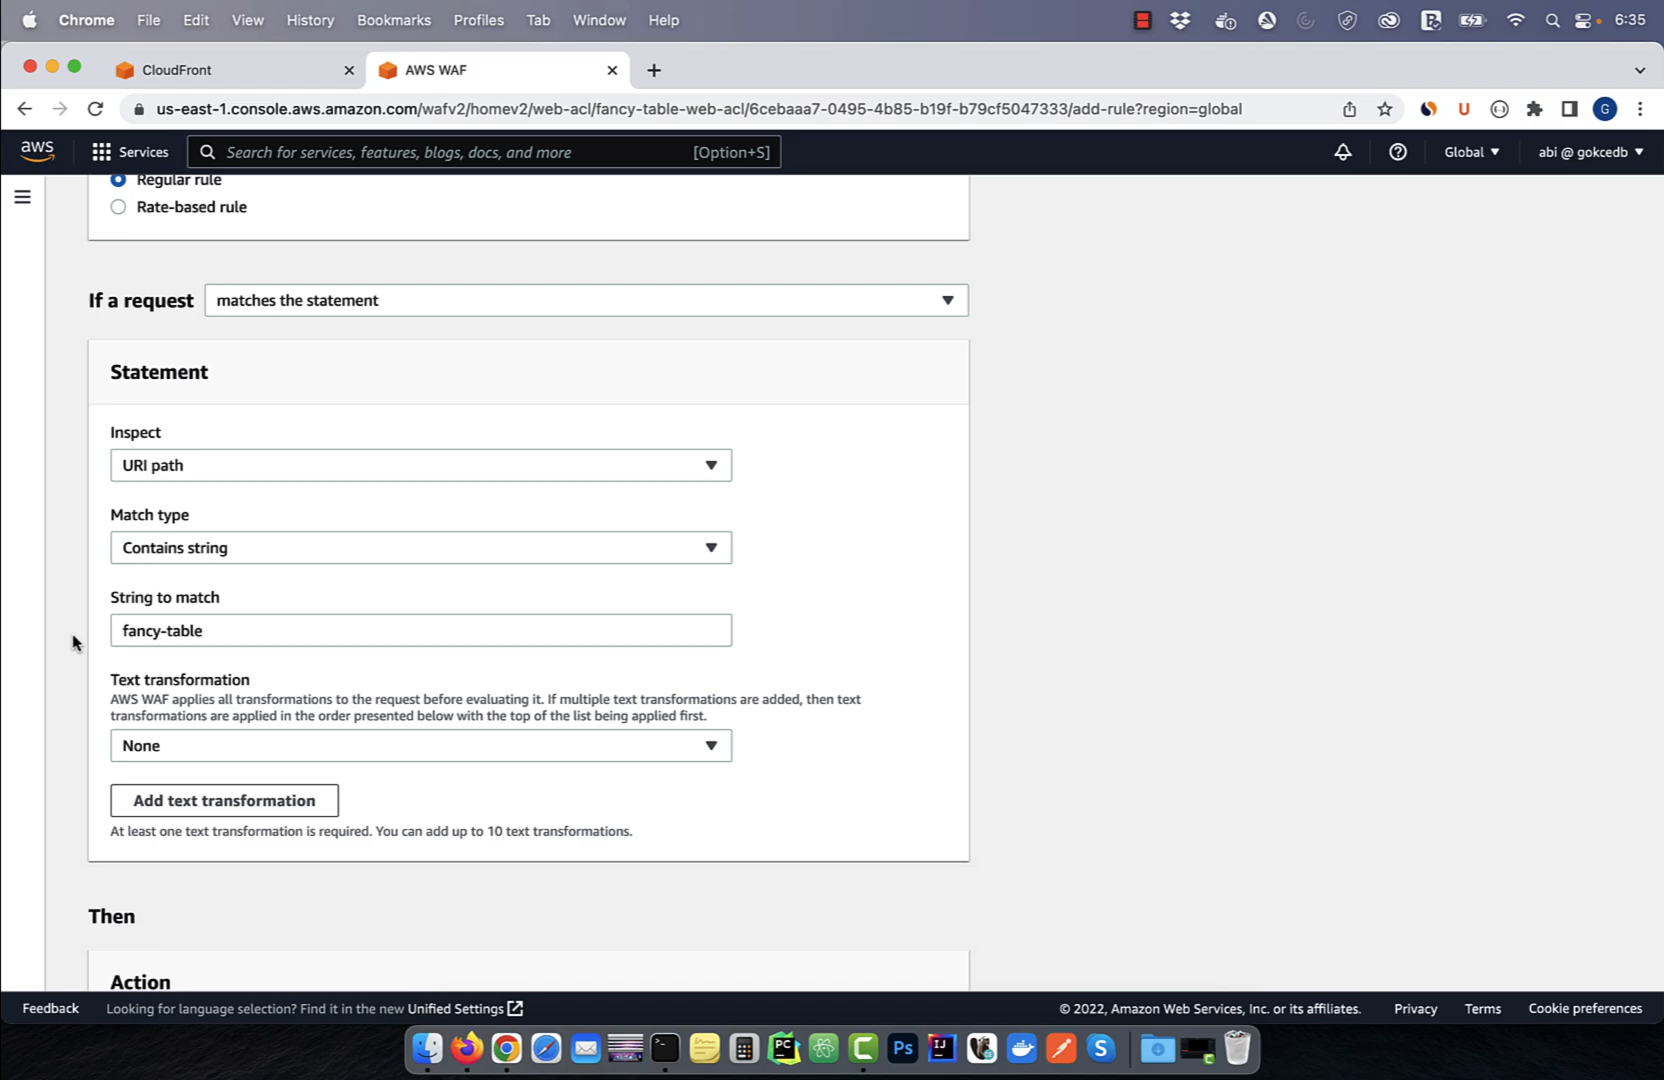 Chrome File Edit View History Bookmarks Profiles Tab Window Help 6:35
CloudFront AWS WAF
us-east-1.console.aws.amazon.com/wafv2/homev2/web-acl/fancy-table-web-acl/6cebaaa7-0495-4b85-b19f-b79cf5047333/add-rule?region=global U G
aws Services Search for services, features, blogs, docs, and more [Option+S] Global abi @ gokcedb
Regular rule
Rate-based rule
If a request matches the statement
Statement
Inspect
URI path
Match type
Contains string
String to match
fancy-table
Text transformation
AWS WAF applies all transformations to the request before evaluating it. If multiple text transformations are added, then text
transformations are applied in the order presented below with the top of the list being applied first.
None
Add text transformation
At least one text transformation is required. You can add up to 10 text transformations.
Then
Action
Feedback Looking for language selection? Find it in the new Unified Settings © 2022, Amazon Web Services, Inc. or its affiliates. Privacy Terms Cookie preferences
PC C Ps IJ S